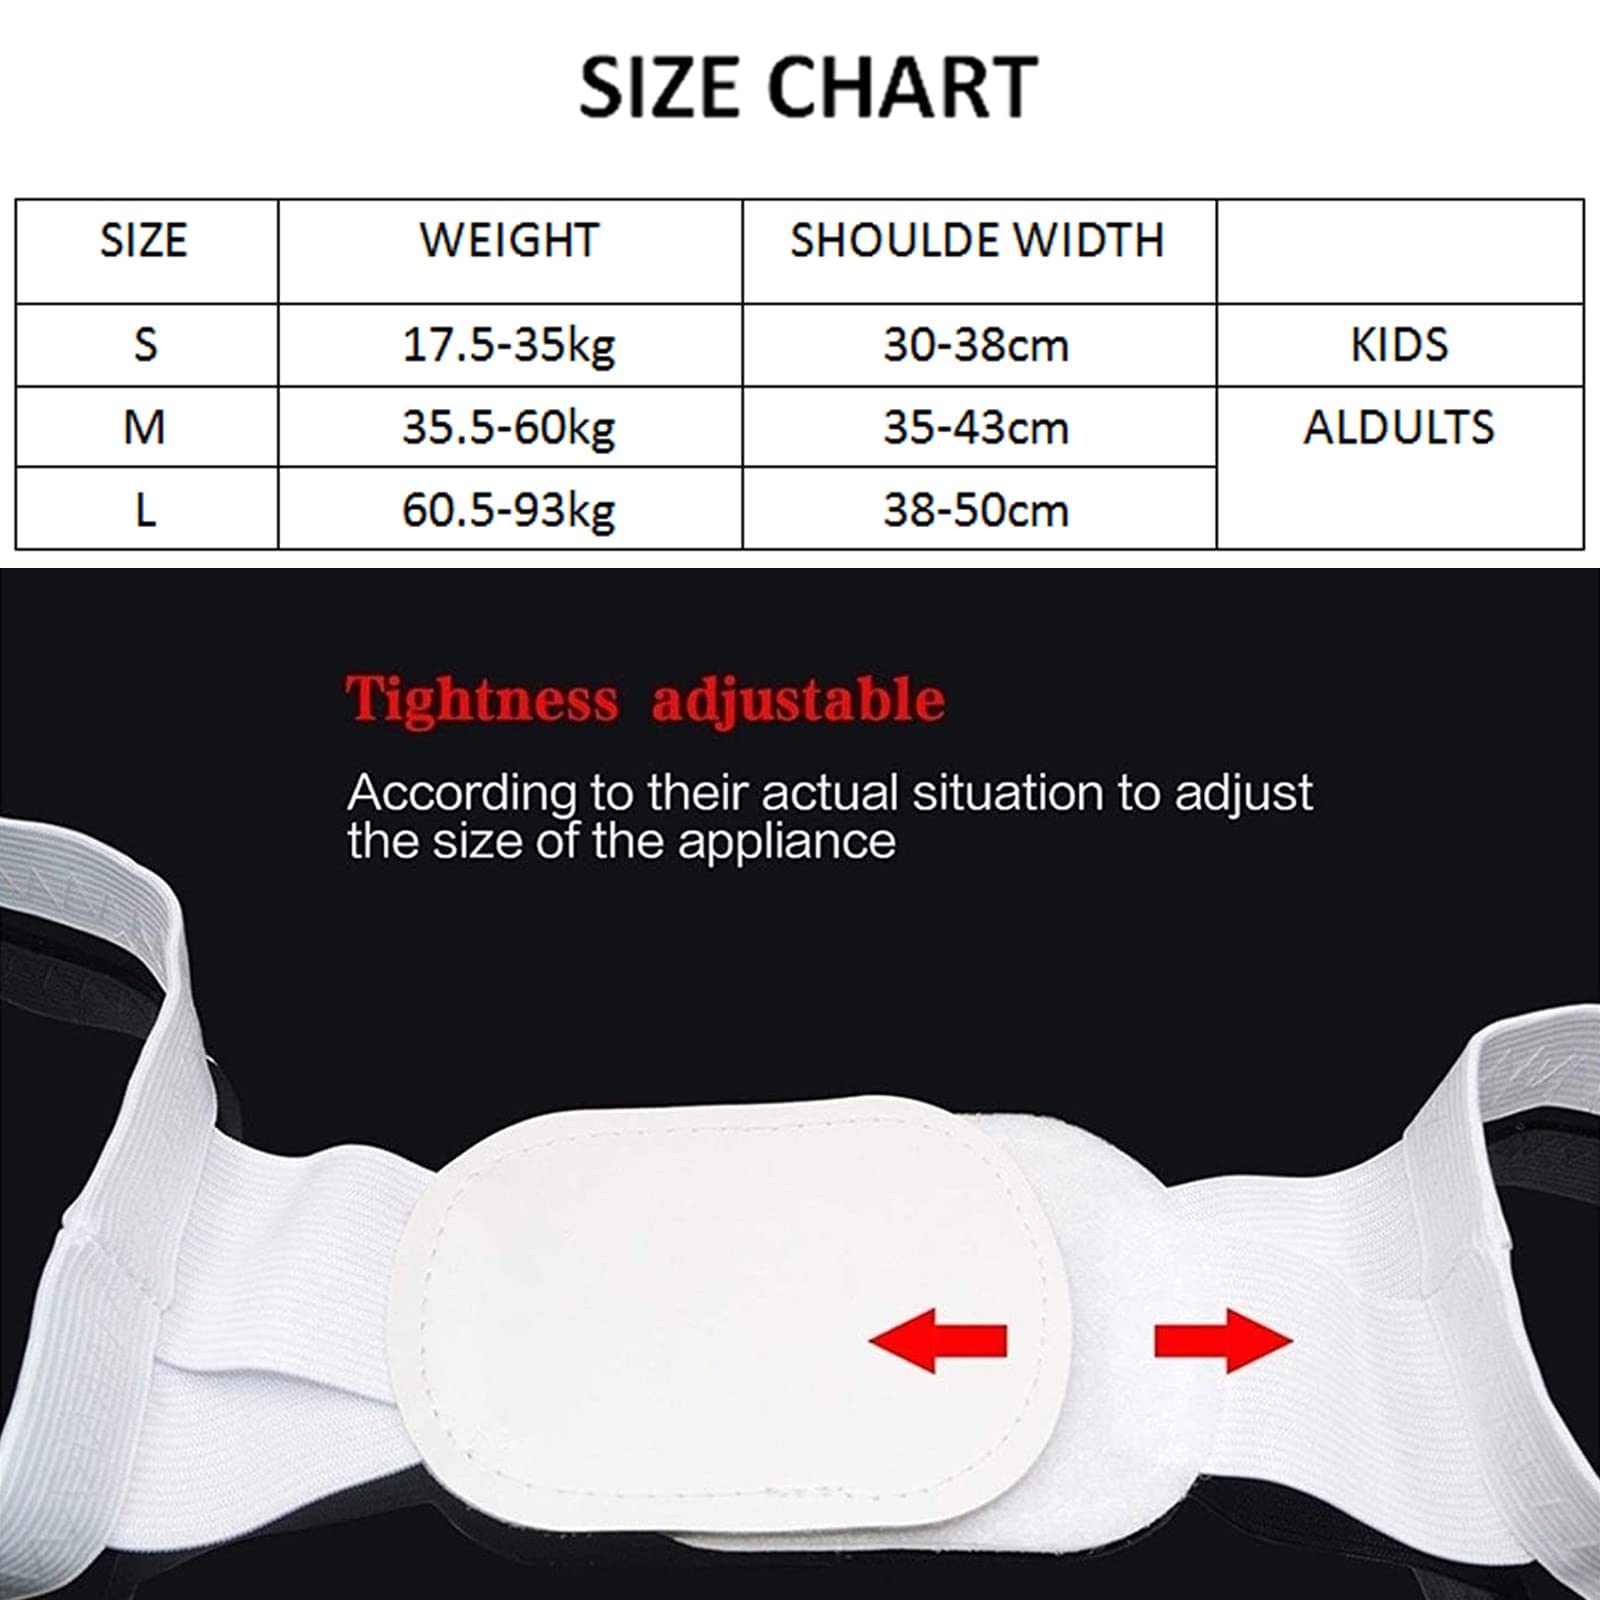 SIZE CHART
SIZE WEIGHT SHOULDE WIDTH
S 17.5-35kg 30-38cm KIDS
M 35.5-60kg 35-43cm ALDULTS
L 60.5-93kg 38-50cm
Tightness adjustable
According to their actual situation to adjust
the size of the appliance